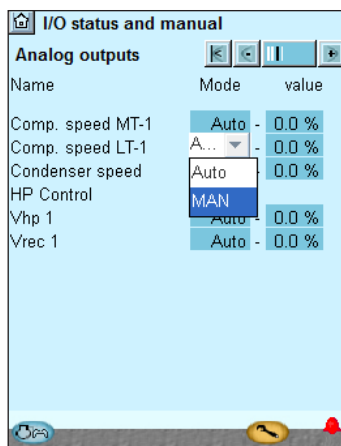 I/O status and manual
Analog outputs
Name Mode value
Comp. speed MT-1 Auto - 0.0 %
Comp. speed LT-1 A... - 0.0 %
Condenser speed Auto - 0.0 %
HP Control MAN
Vhp 1 Auto - 0.0 %
Vrec 1 Auto - 0.0 %